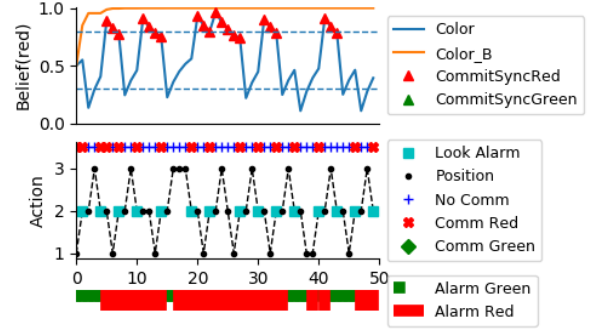 1.0
0.5
0.0
Belief(red)
Color
Color_B
CommitSyncRed
CommitSyncGreen
3
2
1
Action
Look Alarm
Position
No Comm
Comm Red
Comm Green
0 10 20 30 40 50
Alarm Green
Alarm Red